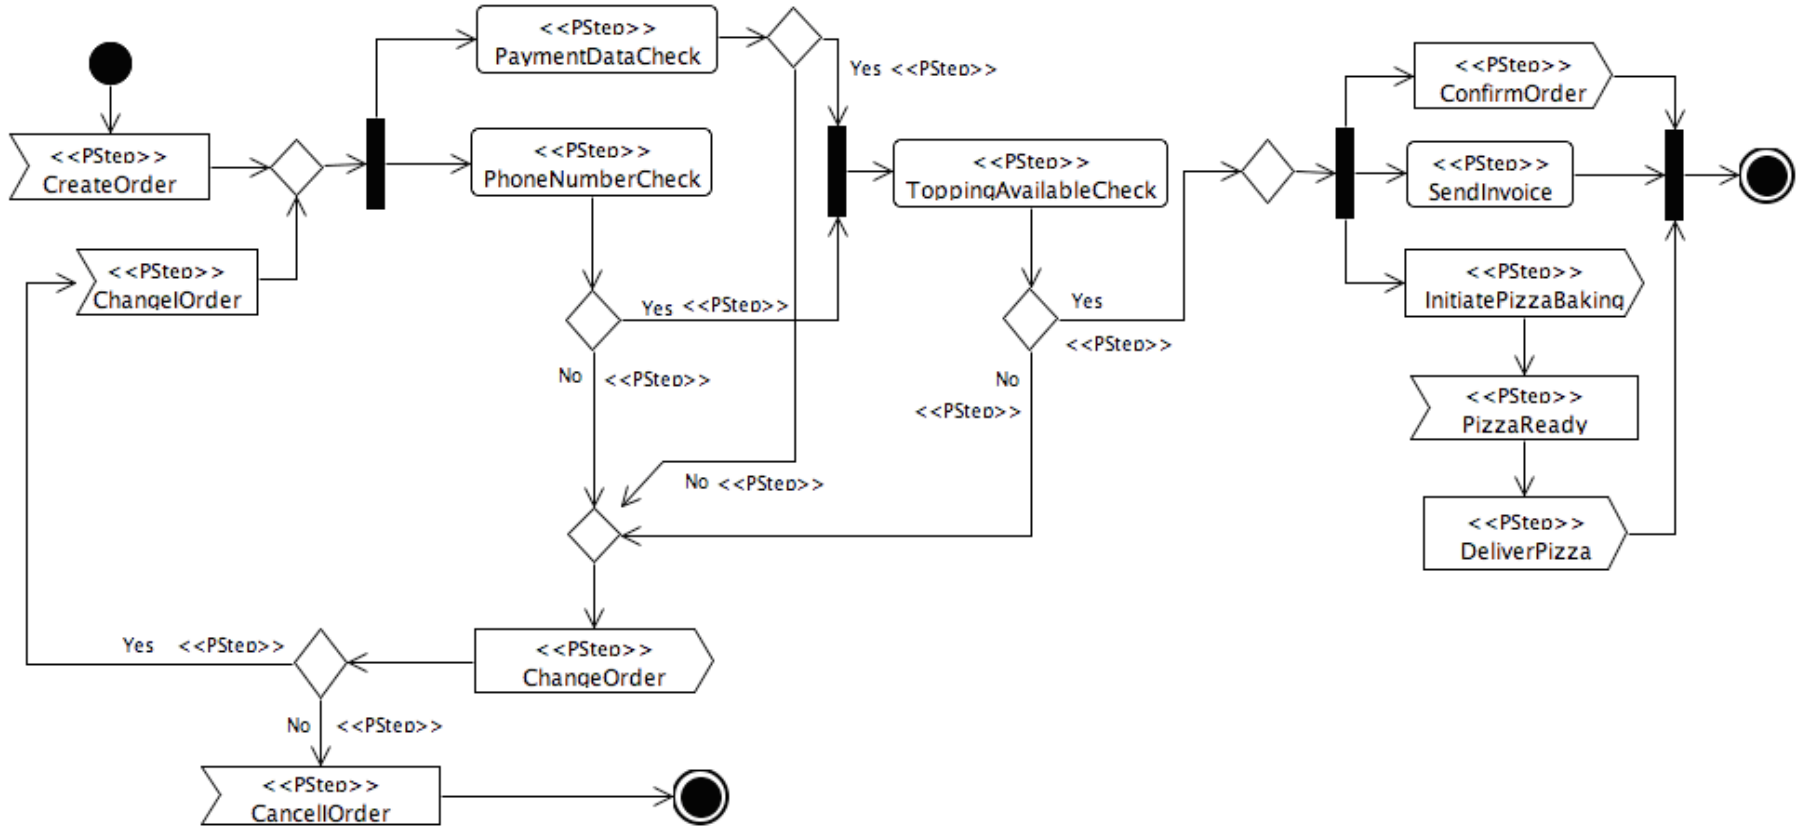 <<PStep>>
PaymentDataCheck
Yes <<PStep>>
<<PStep>>
ConfirmOrder
<<PStep>>
CreateOrder
<<PStep>>
PhoneNumberCheck
<<PStep>>
ToppingAvailableCheck
<<PStep>>
SendInvoice
<<PStep>>
ChangeIOrder
Yes <<PStep>>
Yes
<<PStep>>
<<PStep>>
InitiatePizzaBaking
No <<PStep>>
No
<<PStep>>
<<PStep>>
PizzaReady
No <<PStep>>
<<PStep>>
DeliverPizza
Yes <<PStep>>
<<PStep>>
ChangeOrder
No <<PStep>>
<<PStep>>
CancellOrder